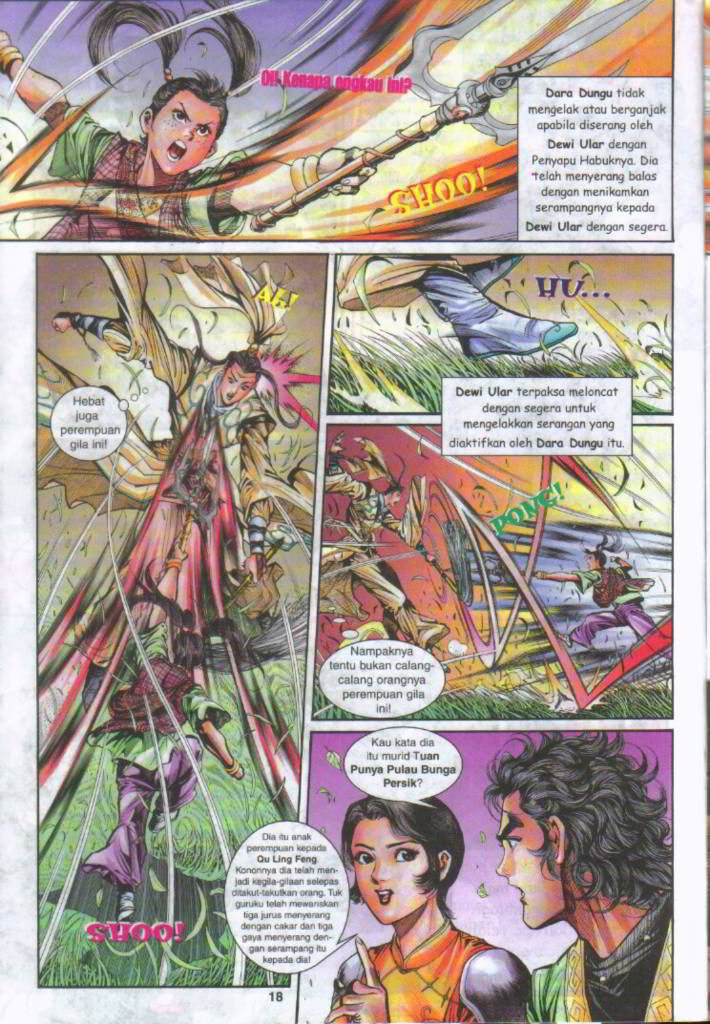 Oi! Kenapa engkau ini?
Dara Dungu tidak
mengelak atau berganjak
apabila diserang oleh
Dewi Ular dengan
Penyapu Habuknya. Dia
telah menyerang balas
dengan menikamkan
serampangnya kepada
Dewi Ular dengan segera.
SHOO!
AH!
Hebat
juga
perempuan
gila ini!
HU...
Dewi Ular terpaksa meloncat
dengan segera untuk
mengelakkan serangan yang
diaktifkan oleh Dara Dungu itu.
PONG!
Nampaknya
tentu bukan calang-
calang orangnya
perempuan gila
ini!
SHOO!
Kau kata dia
itu murid Tuan
Punya Pulau Bunga
Persik?
Dia itu anak
perempuan kepada
Qu Ling Feng.
Kononnya dia telah men-
jadi kegila-gilaan selepas
ditakut-takutkan orang. Tuk
guruku telah mewariskan
tiga jurus menyerang
dengan cakar dan tiga
gaya menyerang den-
gan serampang itu
kepada dia!
18